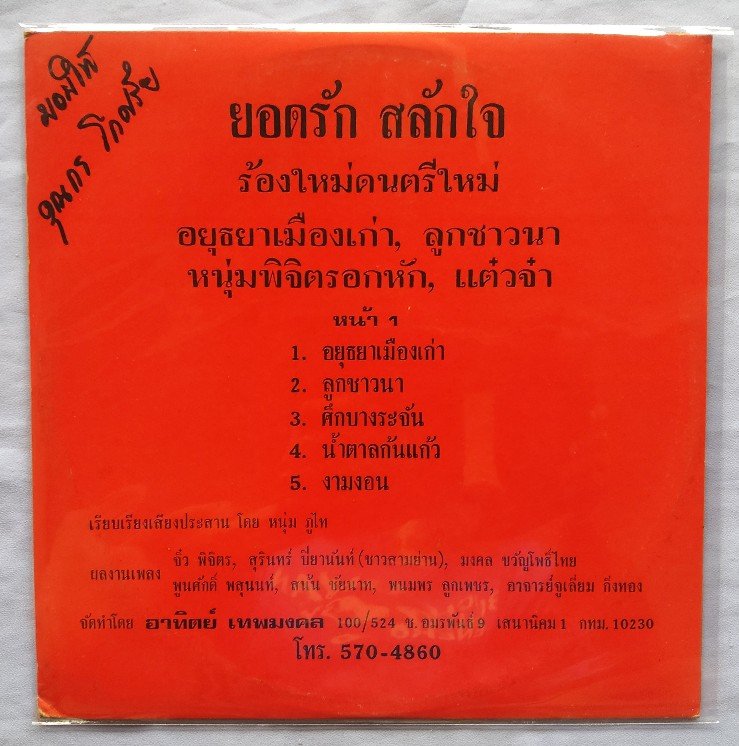 มอบให้
คุณกร โกศรีย
ยอดรัก สลักใจ
ร้องใหม่ดนตรีใหม่
อยุธยาเมืองเก่า, ลูกชาวนา
หนุ่มพิจิตรอกหัก, แต๋วจ๋า
หน้า ๑
1. อยุธยาเมืองเก่า
2. ลูกชาวนา
3. ศึกบางระจัน
4. น้ำตาลก้นแก้ว
5. งามงอน
เรียบเรียงเสียงประสาน โดย หนุ่ม ภูไท
ผลงานเพลง จิ๋ว พิจิตร, สุรินทร์ ปิยานันท์ (ชาวสามย่าน), มงคล ขวัญโพธิ์ไทย
พูนศักดิ์ พสุนนท์, สนั่น ชัยนาท, พนมพร ลูกเพชร, อาจารย์จูเลี่ยม กิ่งทอง
จัดทำโดย อาทิตย์ เทพมงคล 100/524 ซ.อมรพันธ์9 เสนานิคม1 กทม. 10230
โทร. 570-4860